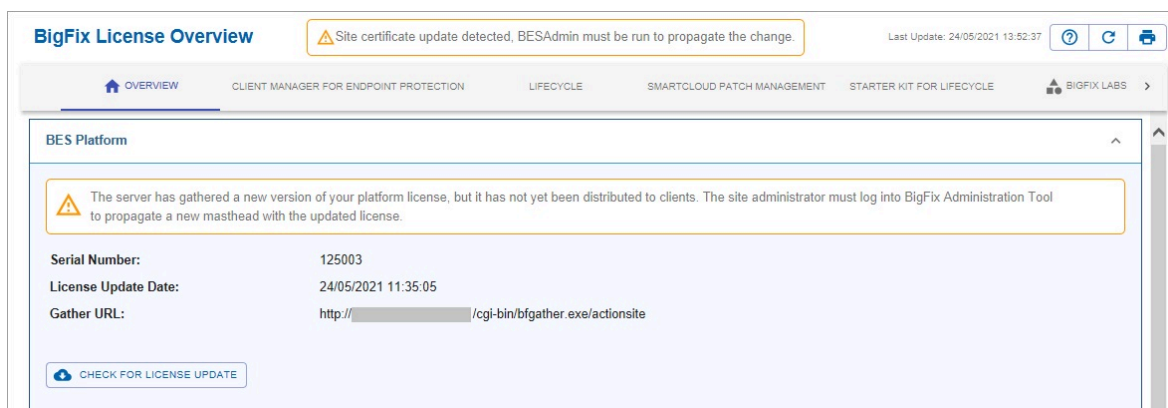 BigFix License Overview
Site certificate update detected, BESAdmin must be run to propagate the change.
Last Update: 24/05/2021 13:52:37
OVERVIEW
CLIENT MANAGER FOR ENDPOINT PROTECTION
LIFECYCLE
SMARTCLOUD PATCH MANAGEMENT
STARTER KIT FOR LIFECYCLE
BIGFIX LABS
BES Platform
The server has gathered a new version of your platform license, but it has not yet been distributed to clients. The site administrator must log into BigFix Administration Tool
to propagate a new masthead with the updated license.
Serial Number: 125003
License Update Date: 24/05/2021 11:35:05
Gather URL: http:// /cgi-bin/bfgather.exe/actionsite
CHECK FOR LICENSE UPDATE